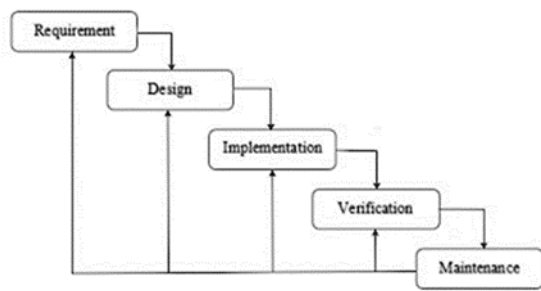 Requirement
Design
Implementation
Verification
Maintenance